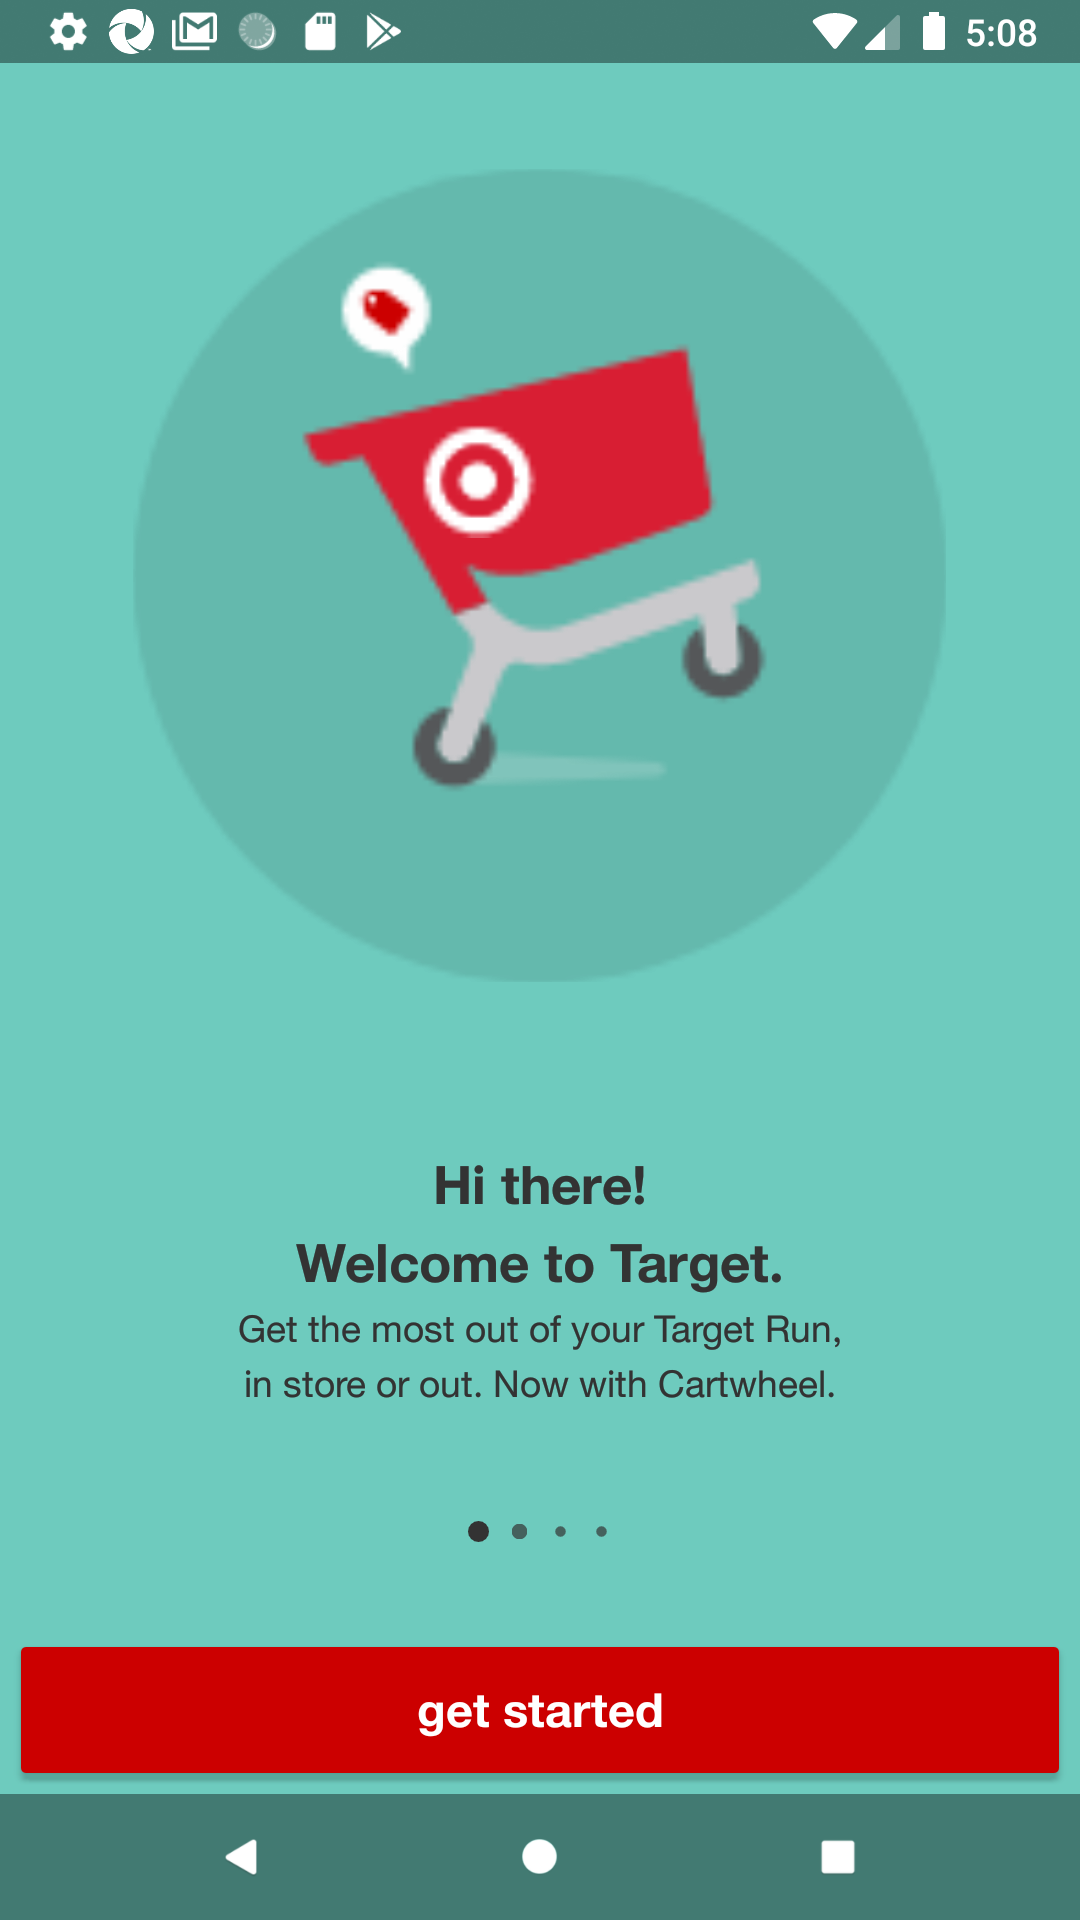 5:08
Hi there!
Welcome to Target.
Get the most out of your Target Run,
in store or out. Now with Cartwheel.
get started